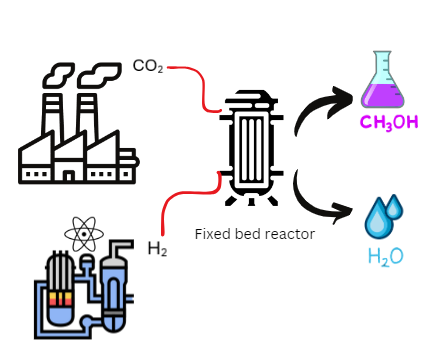 CO₂
CH₃OH
Fixed bed reactor
H₂
H₂O